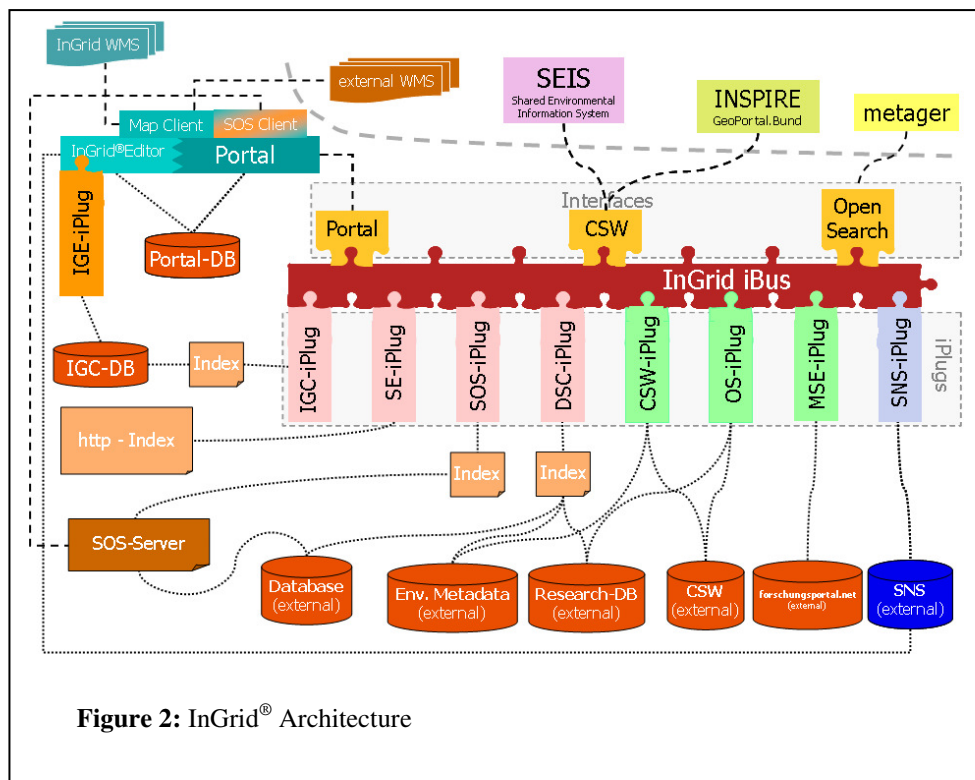 InGrid WMS
external WMS
SEIS
Shared Environmental
Information System
INSPIRE
GeoPortal.Bund
metager
Map Client
SOS Client
InGrid®Editor
Portal
IGE-iPlug
Portal-DB
Interfaces
Portal
CSW
Open
Search
InGrid iBus
iPlugs
IGC-iPlug
SE-iPlug
SOS-iPlug
DSC-iPlug
CSW-iPlug
OS-iPlug
MSE-iPlug
SNS-iPlug
IGC-DB
Index
http - Index
Index
Index
SOS-Server
Database
(external)
Env. Metadata
(external)
Research-DB
(external)
CSW
(external)
forschungsportal.net
(external)
SNS
(external)
Figure 2: InGrid® Architecture